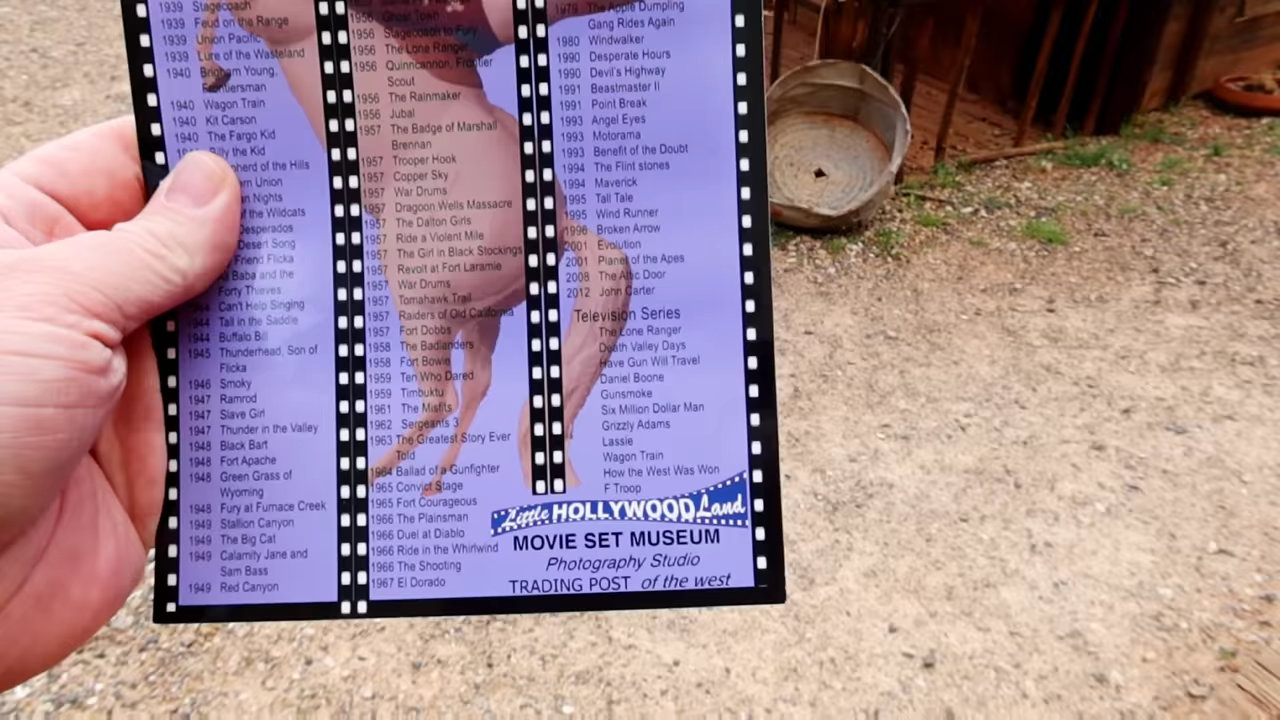 1939 Stagecoach
1939 Feud on the Range
1939 Union Pacific
1939 Lure of the Wasteland
1940 Brigham Young,
Frontiersman
1940 Wagon Train
1940 Kit Carson
1940 The Fargo Kid
Billy the Kid
of the Hills
Union
Nights
of the Wildcats
Desperados
Desert Song
Friend Flicka
Baba and the
Forty Thieves
Can't Help Singing
1944 Tall in the Saddle
1944 Buffalo Bill
1945 Thunderhead, Son of
Flicka
1946 Smoky
1947 Ramrod
1947 Slave Girl
1947 Thunder in the Valley
1948 Black Bart
1948 Fort Apache
1948 Green Grass of
Wyoming
1948 Fury at Furnace Creek
1949 Stallion Canyon
1949 The Big Cat
1949 Calamity Jane and
Sam Bass
1949 Red Canyon
1956 Ghost Town
1956 Stagecoach to Fury
1956 The Lone Ranger
1956 Quinncannon, Frontier
Scout
1956 The Rainmaker
1956 Jubal
1957 The Badge of Marshall
Brennan
1957 Trooper Hook
1957 Copper Sky
1957 War Drums
1957 Dragoon Wells Massacre
1957 The Dalton Girls
1957 Ride a Violent Mile
1957 The Girl in Black Stockings
1957 Revolt at Fort Laramie
1957 War Drums
1957 Tomahawk Trail
1957 Raiders of Old California
1957 Fort Dobbs
1958 The Badlanders
1958 Fort Bowie
1959 Ten Who Dared
1959 Timbuktu
1961 The Misfits
1962 Sergeants 3
1963 The Greatest Story Ever
Told
1964 Ballad of a Gunfighter
1965 Convict Stage
1965 Fort Courageous
1966 The Plainsman
1966 Duel at Diablo
1966 Ride in the Whirlwind
1966 The Shooting
1967 El Dorado
1979 The Apple Dumpling
Gang Rides Again
1980 Windwalker
1990 Desperate Hours
1990 Devil's Highway
1991 Beastmaster II
1991 Point Break
1993 Angel Eyes
1993 Motorama
1993 Benefit of the Doubt
1994 The Flint stones
1994 Maverick
1995 Tall Tale
1995 Wind Runner
1996 Broken Arrow
2001 Evolution
2001 Planet of the Apes
2008 The Attic Door
2012 John Carter
Television Series
The Lone Ranger
Death Valley Days
Have Gun Will Travel
Daniel Boone
Gunsmoke
Six Million Dollar Man
Grizzly Adams
Lassie
Wagon Train
How the West Was Won
F Troop
Little HOLLYWOOD Land
MOVIE SET MUSEUM
Photography Studio
TRADING POST of the west